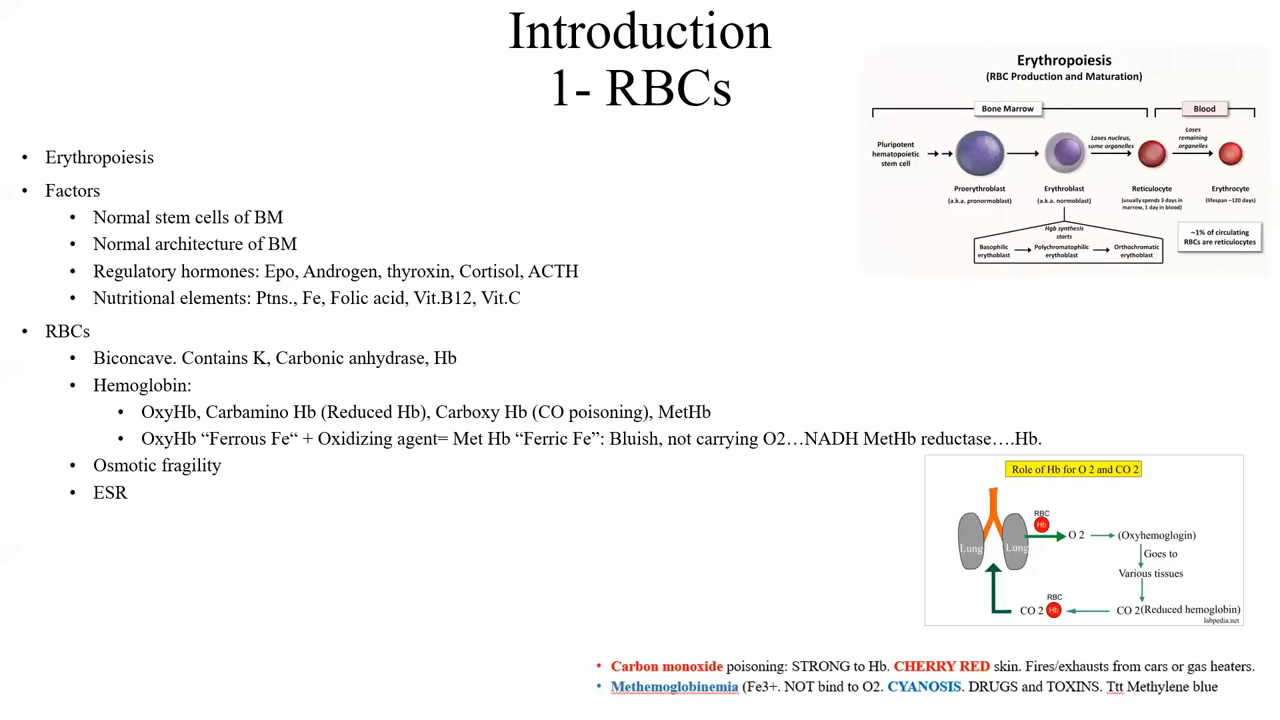 Introduction
1- RBCs
• Erythropoiesis
• Factors
• Normal stem cells of BM
• Normal architecture of BM
• Regulatory hormones: Epo, Androgen, thyroxin, Cortisol, ACTH
• Nutritional elements: Ptns., Fe, Folic acid, Vit.B12, Vit.C
• RBCs
• Biconcave. Contains K, Carbonic anhydrase, Hb
• Hemoglobin:
• OxyHb, Carbamino Hb (Reduced Hb), Carboxy Hb (CO poisoning), MetHb
• OxyHb “Ferrous Fe“ + Oxidizing agent= Met Hb “Ferric Fe”: Bluish, not carrying O2…NADH MetHb reductase….Hb.
• Osmotic fragility
• ESR
Erythropoiesis
(RBC Production and Maturation)
Bone Marrow
Blood
Pluripotent
hematopoietic
stem cell
Loses nucleus,
some organelles
Loses
remaining
organelles
Proerythroblast
(a.k.a. pronormoblast)
Erythroblast
(a.k.a. normoblast)
Reticulocyte
(usually spends 3 days in
marrow, 1 day in blood)
Erythrocyte
(lifespan ~120 days)
Hgb synthesis
starts
Basophilic
erythroblast
Polychromatophilic
erythroblast
Orthochromatic
erythroblast
~1% of circulating
RBCs are reticulocytes
Role of Hb for O 2 and CO 2
Lung
Lung
RBC
Hb
O 2
(Oxyhemoglogin)
Goes to
Various tissues
CO 2(Reduced hemoglobin)
RBC
CO 2 Hb
labpedia.net
• Carbon monoxide poisoning: STRONG to Hb. CHERRY RED skin. Fires/exhausts from cars or gas heaters.
• Methemoglobinemia (Fe3+. NOT bind to O2. CYANOSIS. DRUGS and TOXINS. Ttt Methylene blue